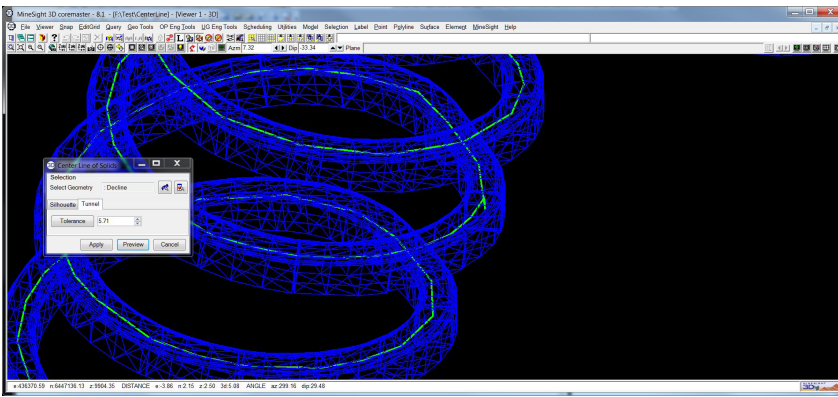 MineSight 3D coremaster - 8.1 - [F:\Test\CenterLine] - [Viewer 1 - 3D]
File Viewer Snap EditGrid Query Geo Tools OP Eng Tools UG Eng Tools Scheduling Utilities Model Selection Label Point Polyline Surface Element MineSight Help
Azm 7.32 Dip -33.34 Plane
3D Center Line of Solids
Selection
Select Geometry Decline
Silhouette Tunnel
Tolerance 5.71
Apply Preview Cancel
e:436370.59 n:6447136.13 z:9904.35 DISTANCE e:-3.86 n:2.15 z:2.50 3d:5.08 ANGLE az:299.16 dip:29.48
3D